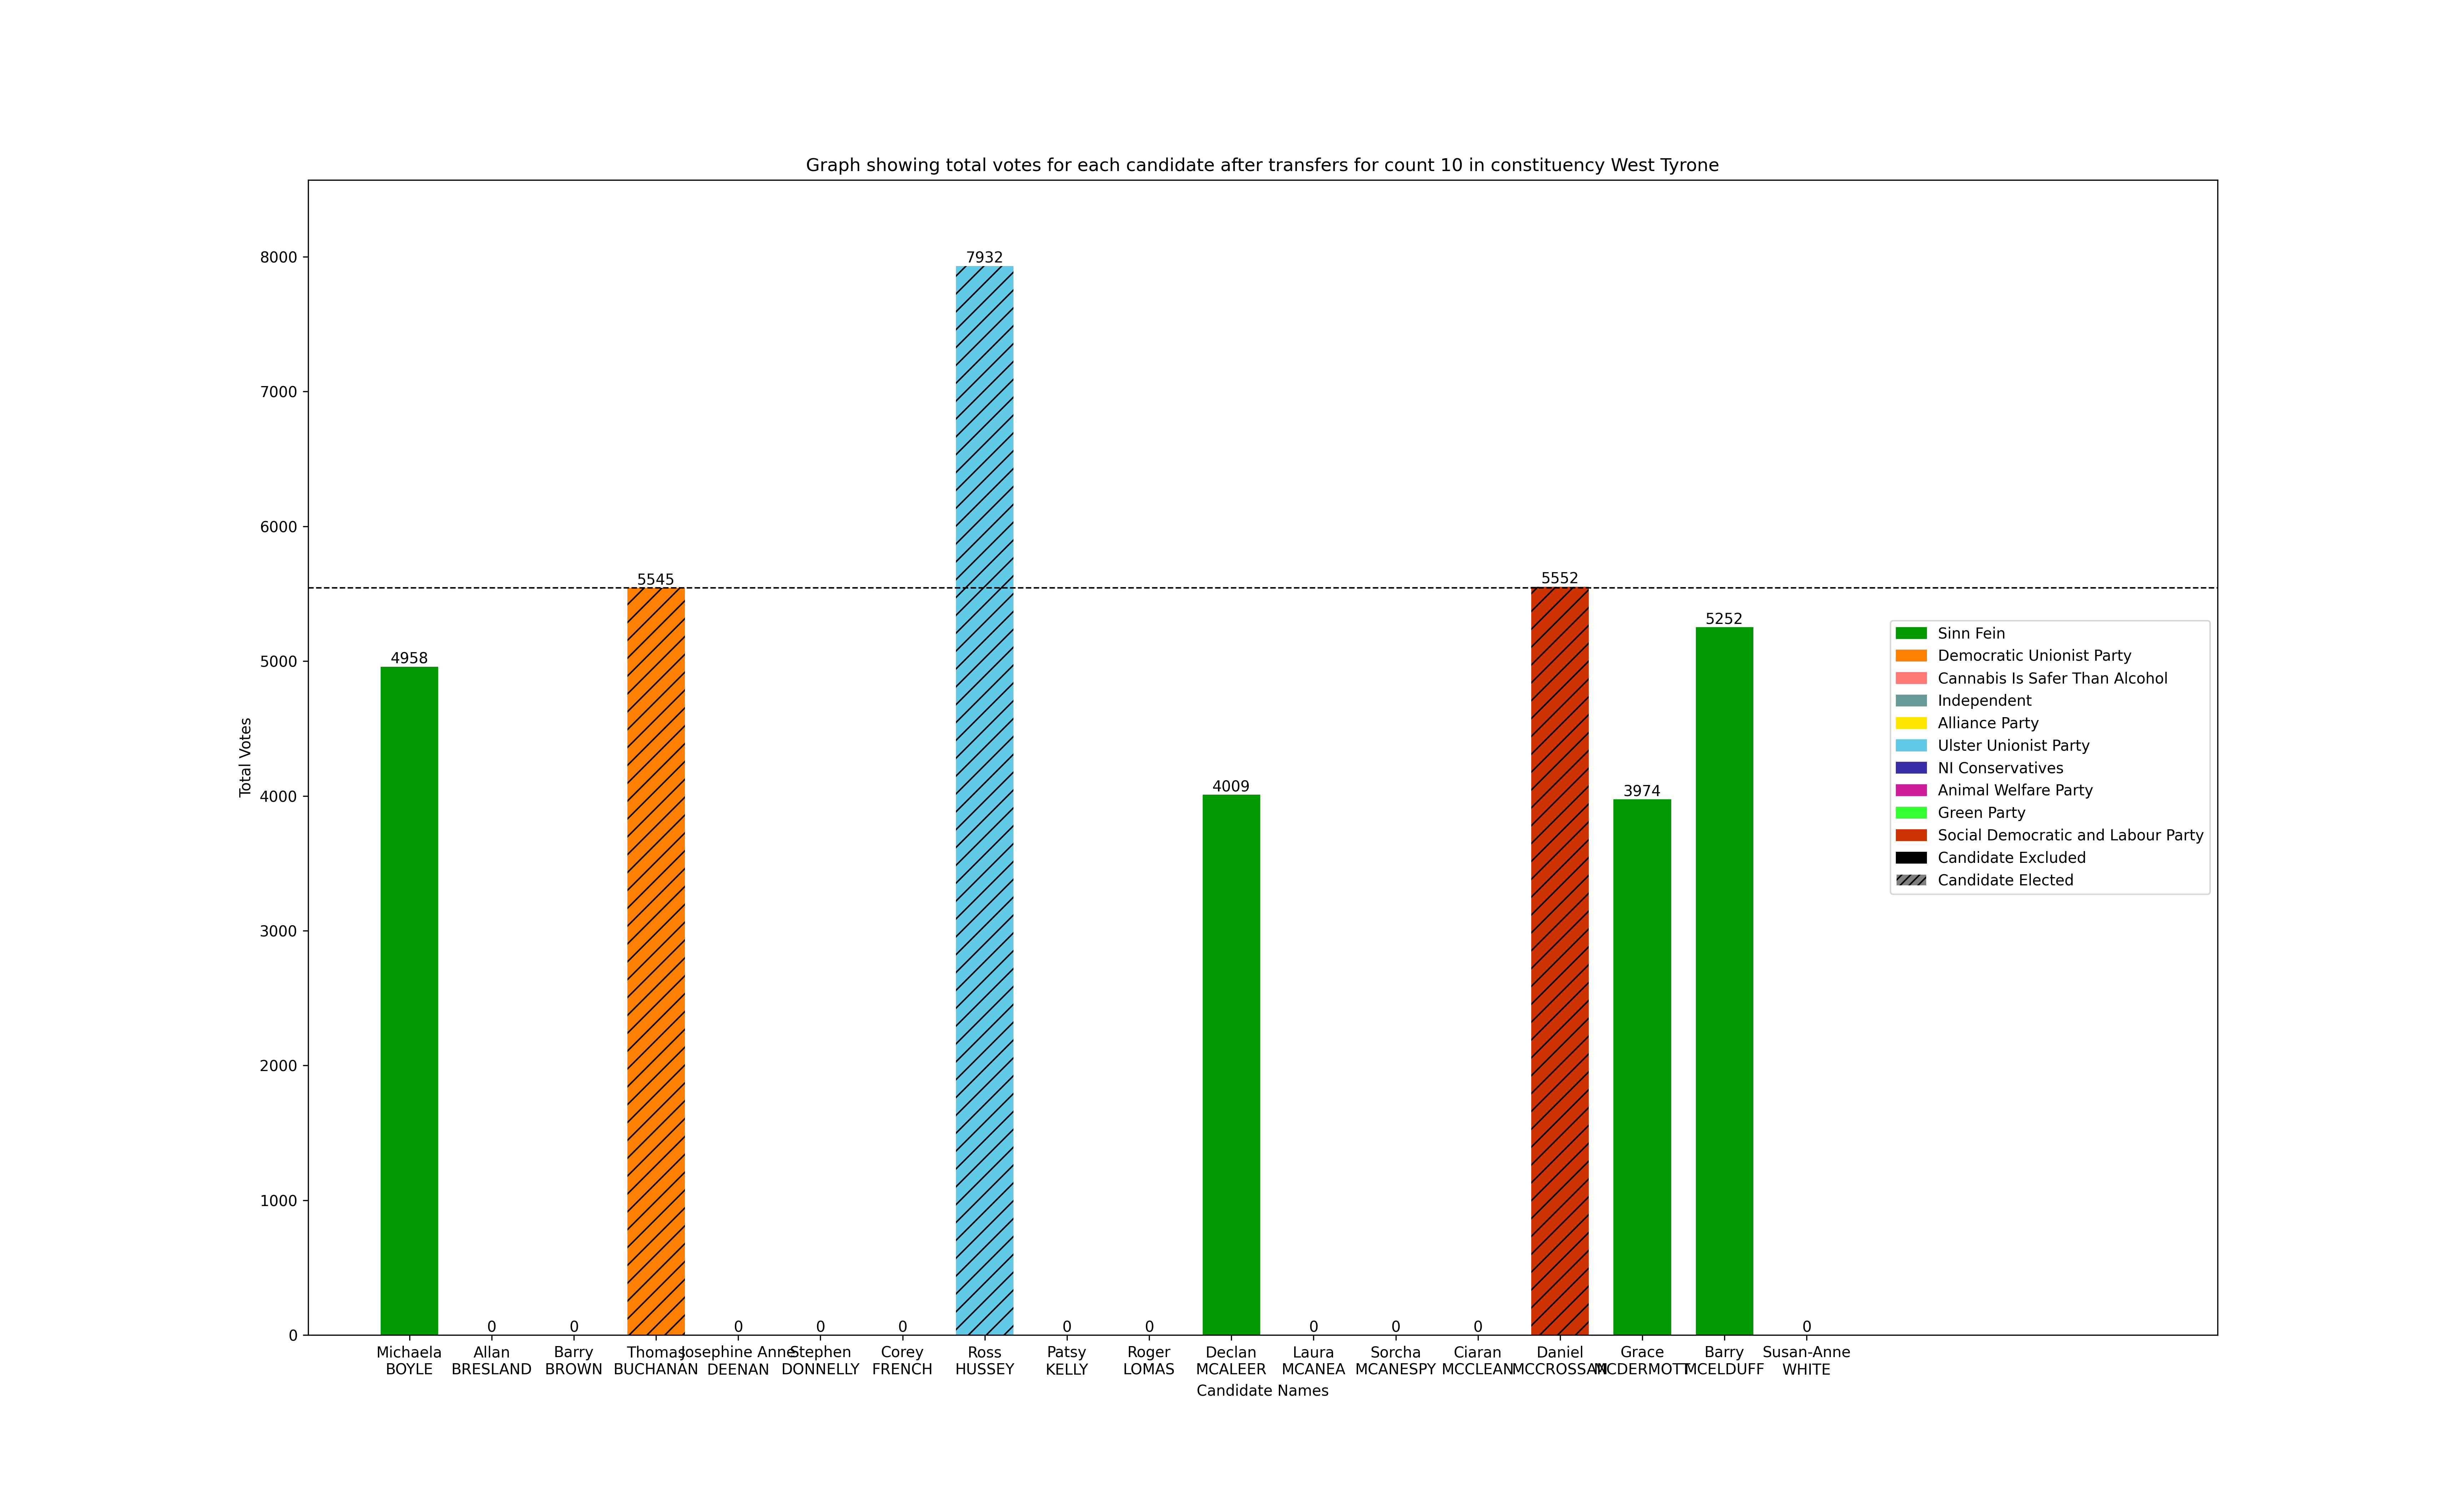 Graph showing total votes for each candidate after transfers for count 10 in constituency West Tyrone
Total Votes
8000
7000
6000
5000
4000
3000
2000
1000
0
4958
0
0
5545
0
0
0
7932
0
0
4009
0
0
0
5552
3974
5252
0
Michaela
BOYLE
Allan
BRESLAND
Barry
BROWN
Thomas
BUCHANAN
Josephine Anne
DEENAN
Stephen
DONNELLY
Corey
FRENCH
Ross
HUSSEY
Patsy
KELLY
Roger
LOMAS
Declan
MCALEER
Laura
MCANEA
Sorcha
MCANESPY
Ciaran
MCCLEAN
Daniel
MCCROSSAN
Grace
MCDERMOTT
Barry
MCELDUFF
Susan-Anne
WHITE
Candidate Names
Sinn Fein
Democratic Unionist Party
Cannabis Is Safer Than Alcohol
Independent
Alliance Party
Ulster Unionist Party
NI Conservatives
Animal Welfare Party
Green Party
Social Democratic and Labour Party
Candidate Excluded
Candidate Elected